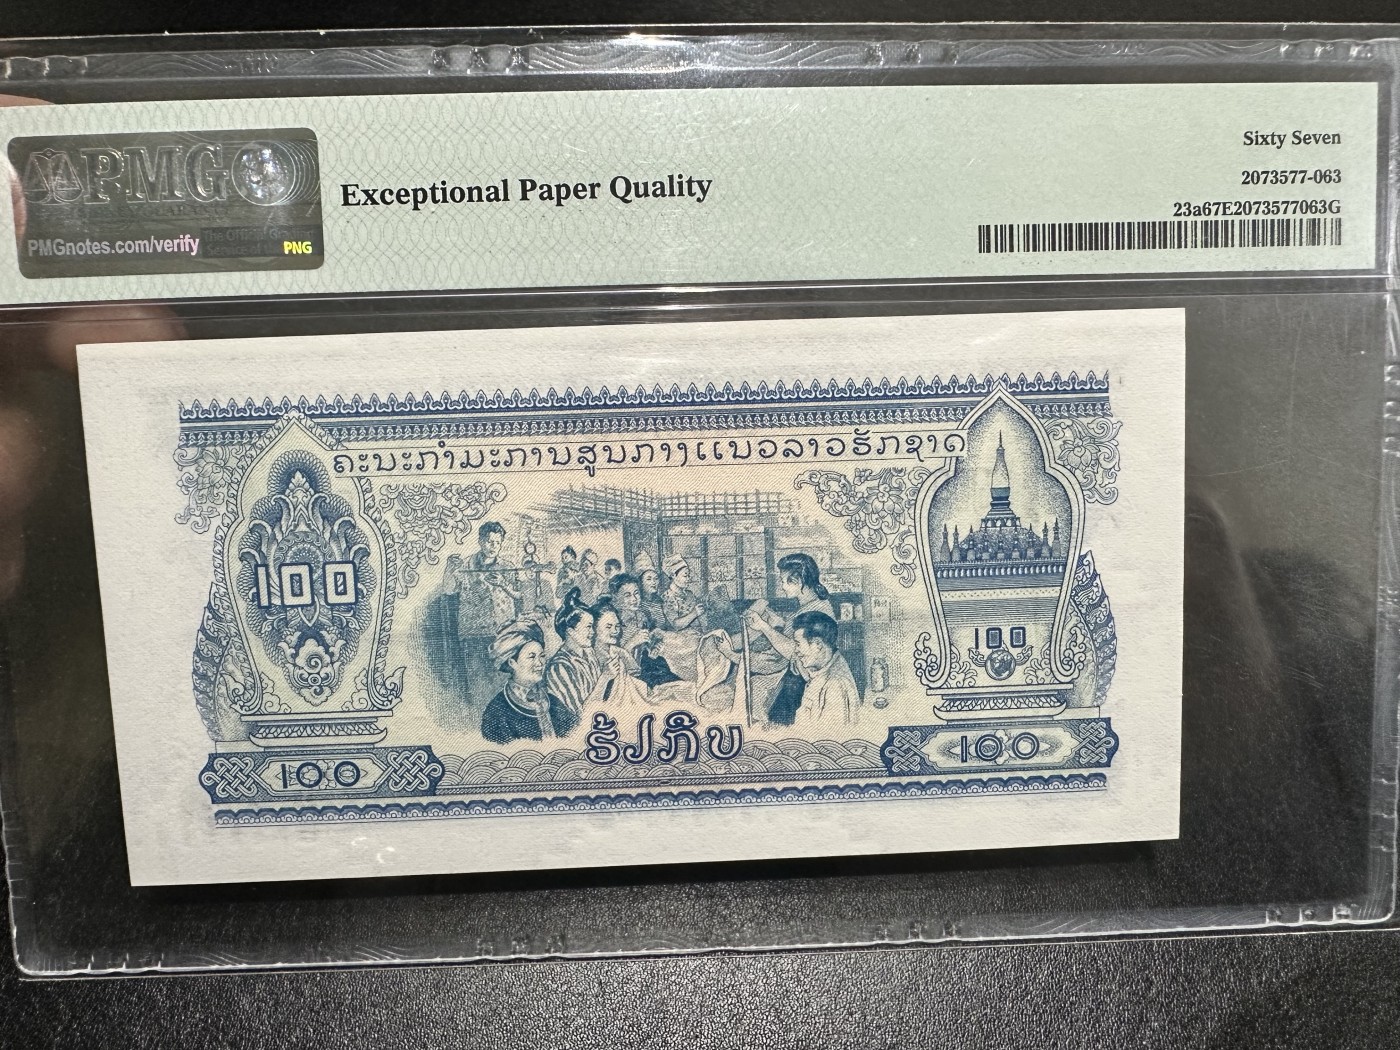 PMG
PMGnotes.com/verify
PNG
Exceptional Paper Quality
Sixty Seven
2073577-063
23a67E2073577063G
ຄະນະກຳມະການສູນກາງແນວລາວຮັກຊາດ
100
100
ຮ້ຽກີບ
100
100